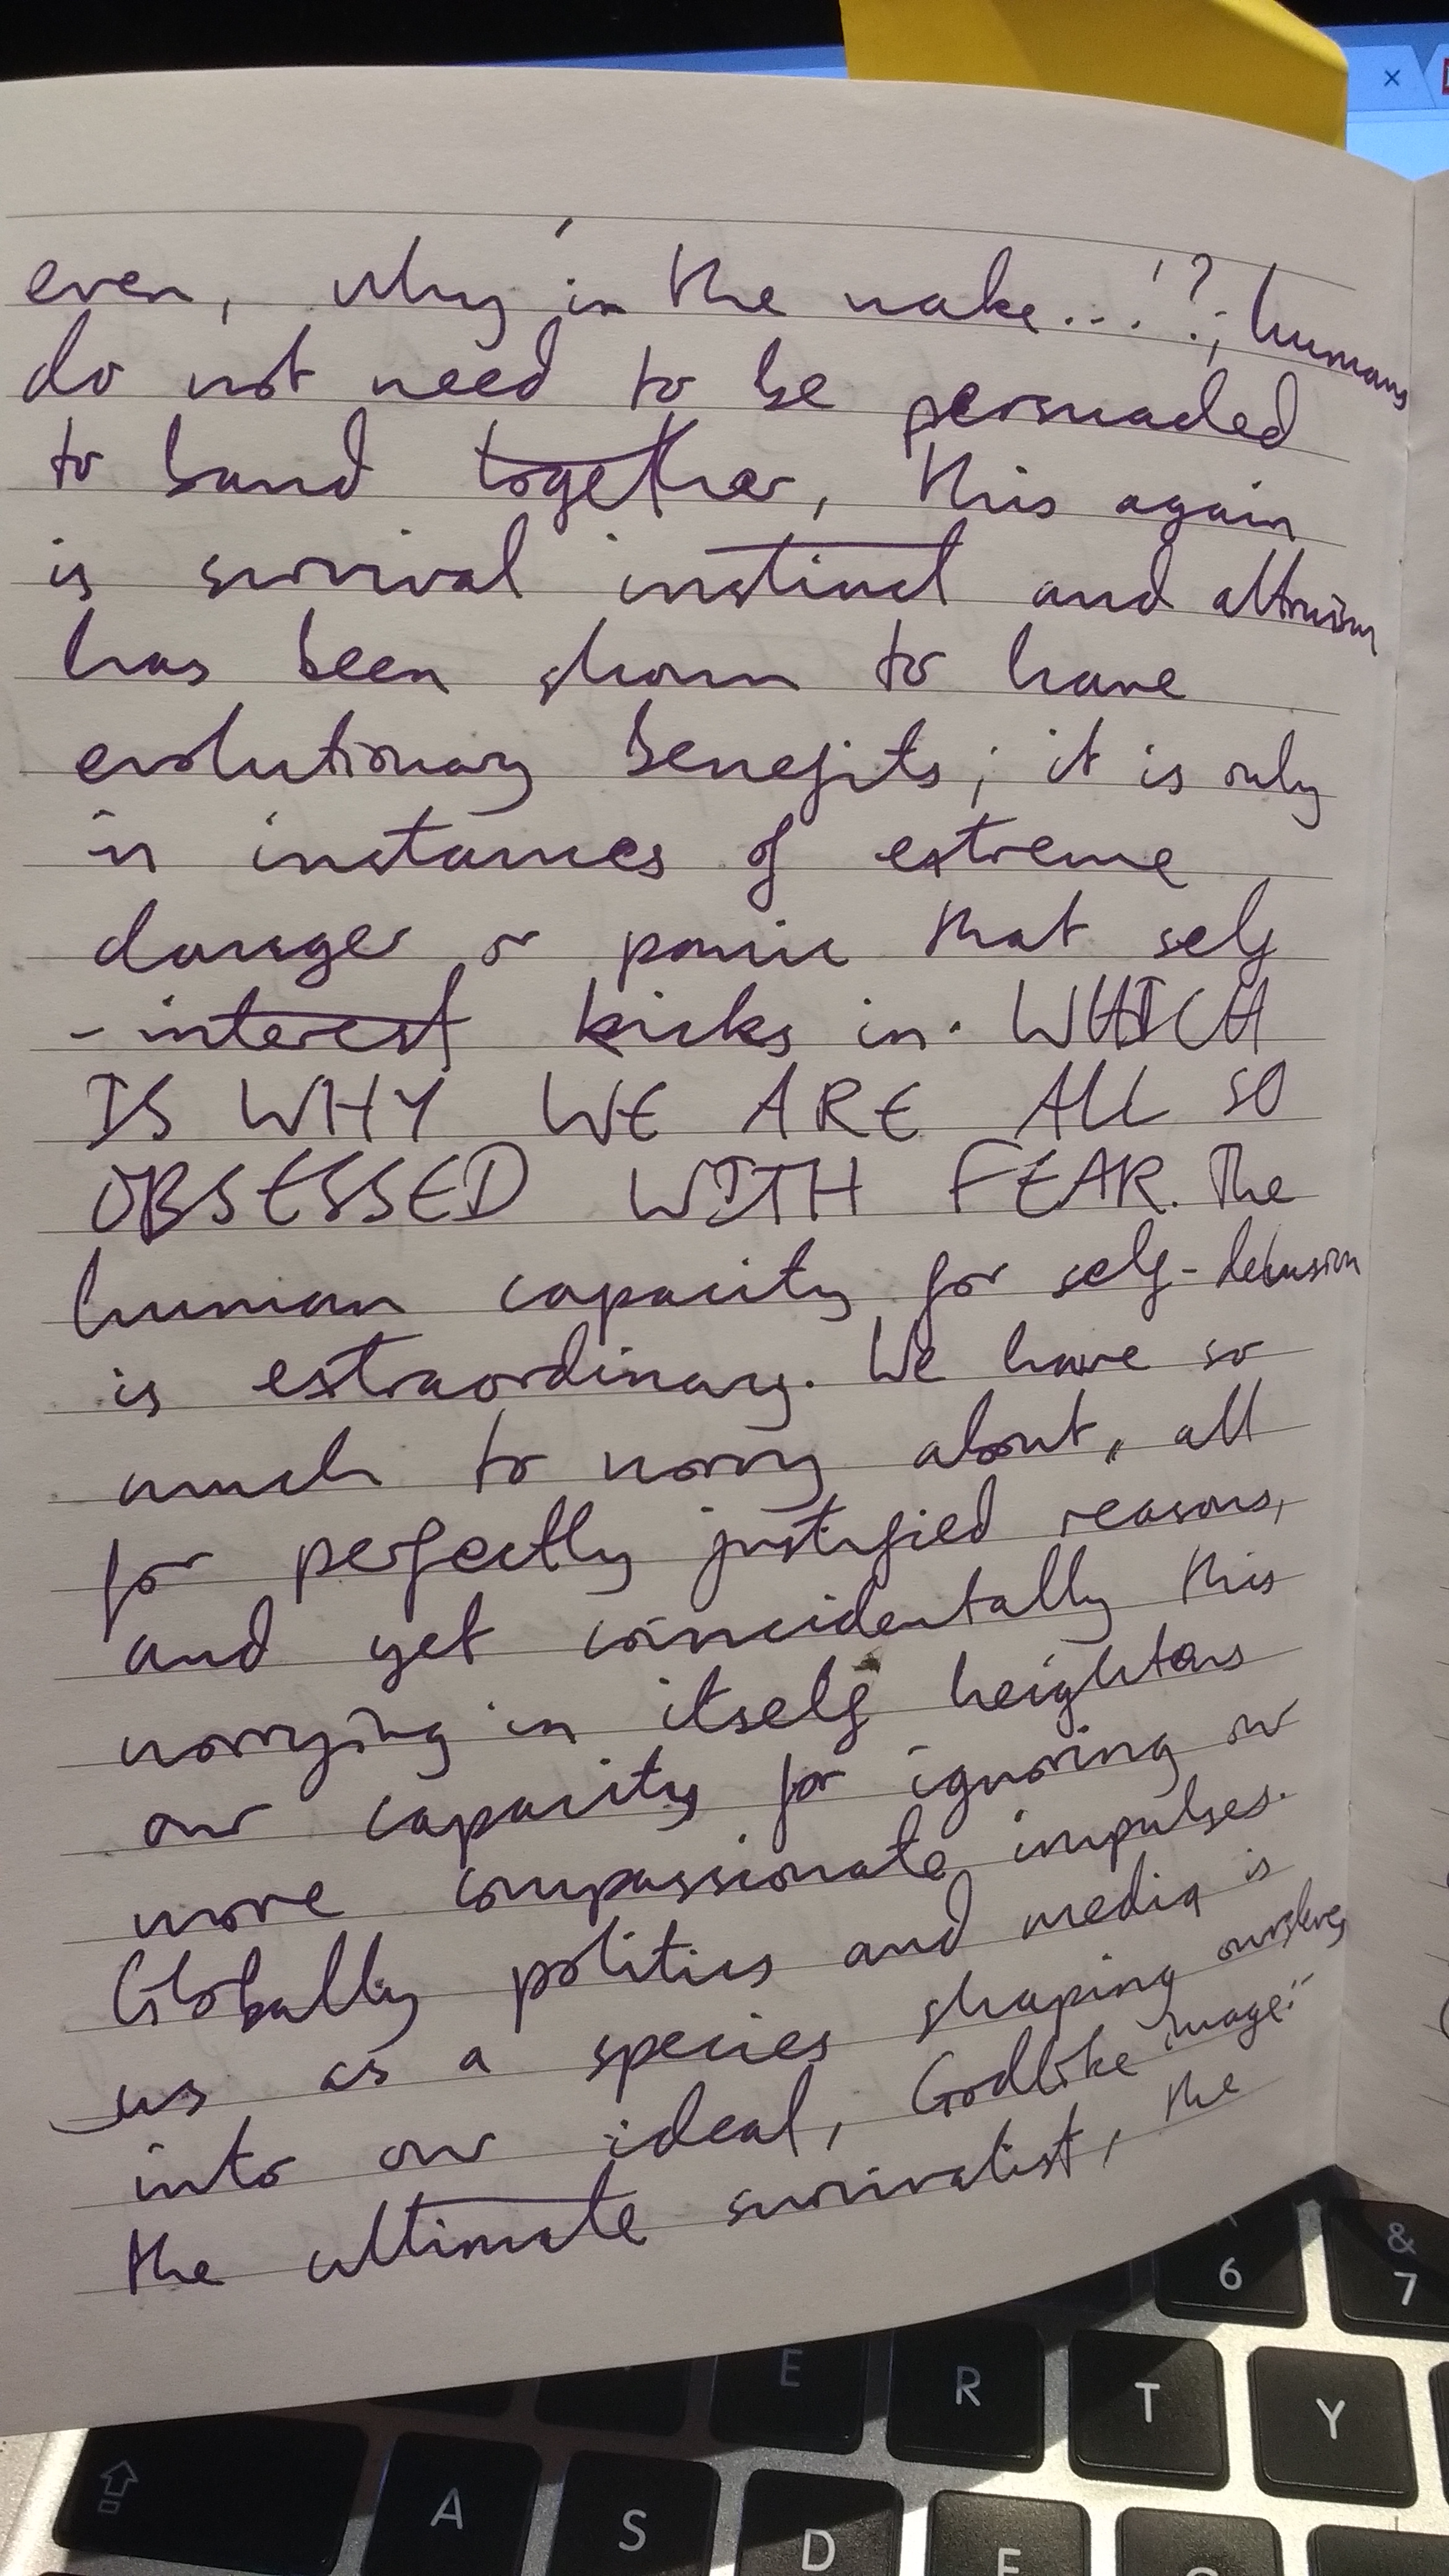 even, why 'in the wake...'?; humans
do not need to be persuaded
to band together, this again
is survival instinct and altruism
has been shown to have
evolutionary benefits; it is only
in instances of extreme
danger or panic that self
-interest kicks in. WHICH
IS WHY WE ARE ALL SO
OBSESSED WITH FEAR. The
human capacity for self-delusion
is extraordinary. We have so
much to worry about, all
for perfectly justified reasons,
and yet coincidentally this
worrying in itself heightens
our capacity for ignoring our
more compassionate impulses.
Globally politics and media is
us as a species shaping ourselves
into our ideal, Godlike image:
the ultimate survivalist, the
&
6
7
E
R
T
Y
A
S
D
F